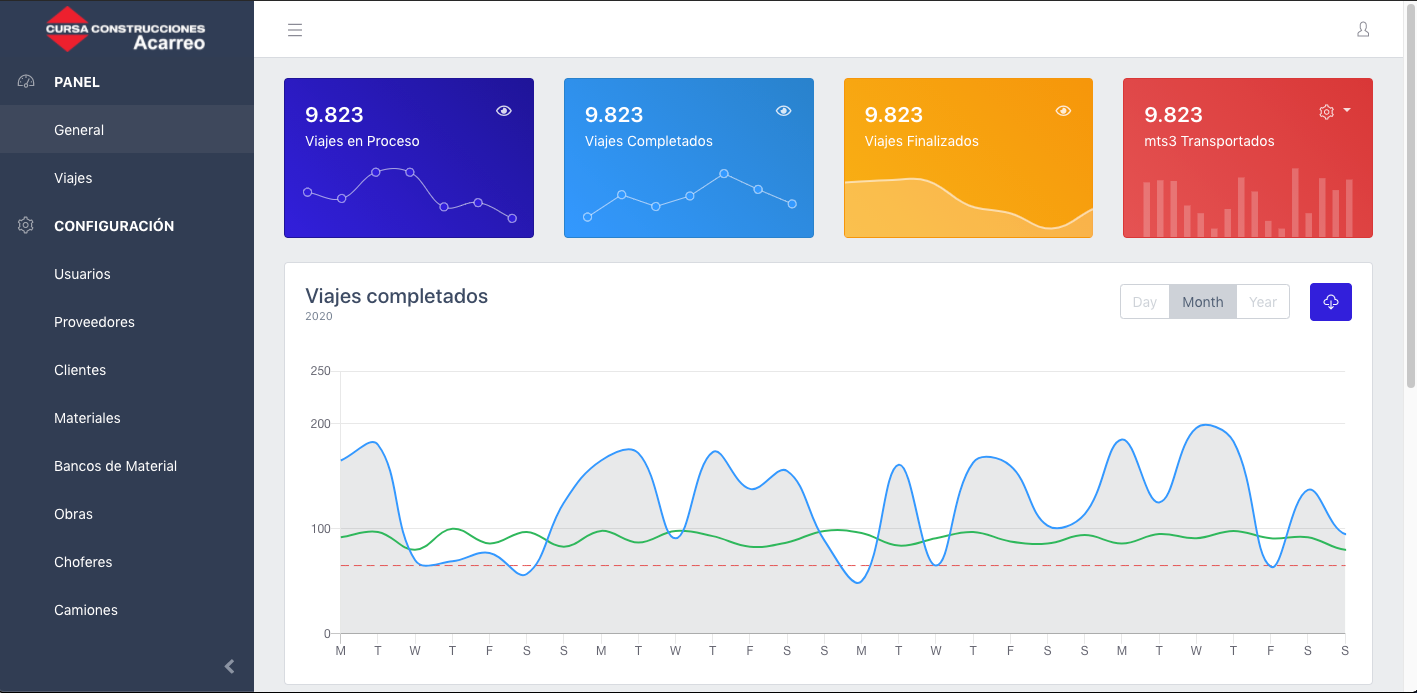 CURSA CONSTRUCCIONES
Acarreo
PANEL
General
Viajes
CONFIGURACIÓN
Usuarios
Proveedores
Clientes
Materiales
Bancos de Material
Obras
Choferes
Camiones
9.823
Viajes en Proceso
9.823
Viajes Completados
9.823
Viajes Finalizados
9.823
mts3 Transportados
Viajes completados
2020
Day Month Year
250
200
100
0
M T W T F S S M T W T F S S M T W T F S S M T W T F S S